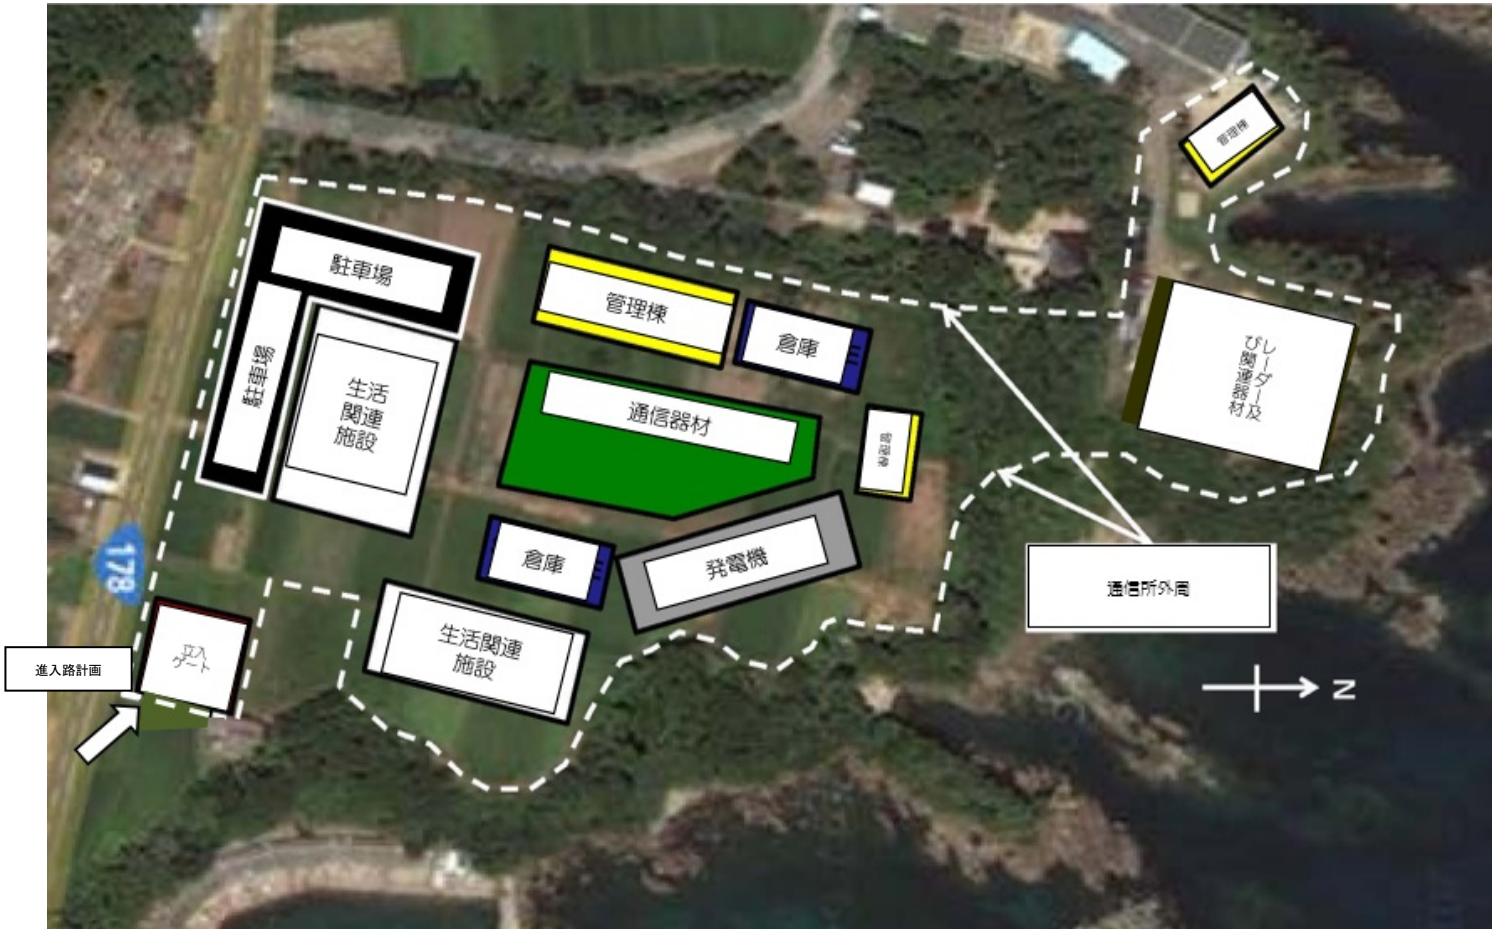 管理棟
駐車場
管理棟
倉庫
レーダー及
び関連器材
駐車場
生活
関連
施設
通信器材
管理棟
178
倉庫
発電機
通信所外周
生活関連
施設
立入
ゲート
進入路計画
N